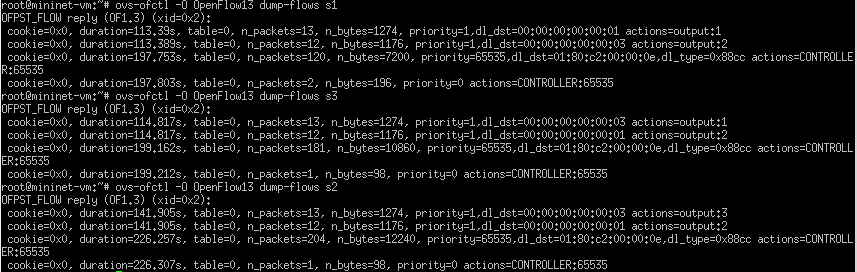 root@mininet-vm:~# ovs-ofctl -O OpenFlow13 dump-flows s1
OFPST_FLOW reply (OF1.3) (xid=0x2):
 cookie=0x0, duration=113.39s, table=0, n_packets=13, n_bytes=1274, priority=1,dl_dst=00:00:00:00:00:01 actions=output:1
 cookie=0x0, duration=113.389s, table=0, n_packets=12, n_bytes=1176, priority=1,dl_dst=00:00:00:00:00:03 actions=output:2
 cookie=0x0, duration=197.753s, table=0, n_packets=120, n_bytes=7200, priority=65535,dl_dst=01:80:c2:00:00:0e,dl_type=0x88cc actions=CONTROLLE
R:65535
 cookie=0x0, duration=197.803s, table=0, n_packets=2, n_bytes=196, priority=0 actions=CONTROLLER:65535
root@mininet-vm:~# ovs-ofctl -O OpenFlow13 dump-flows s3
OFPST_FLOW reply (OF1.3) (xid=0x2):
 cookie=0x0, duration=114.817s, table=0, n_packets=13, n_bytes=1274, priority=1,dl_dst=00:00:00:00:00:03 actions=output:1
 cookie=0x0, duration=114.817s, table=0, n_packets=12, n_bytes=1176, priority=1,dl_dst=00:00:00:00:00:01 actions=output:2
 cookie=0x0, duration=199.162s, table=0, n_packets=181, n_bytes=10860, priority=65535,dl_dst=01:80:c2:00:00:0e,dl_type=0x88cc actions=CONTROLL
ER:65535
 cookie=0x0, duration=199.212s, table=0, n_packets=1, n_bytes=98, priority=0 actions=CONTROLLER:65535
root@mininet-vm:~# ovs-ofctl -O OpenFlow13 dump-flows s2
OFPST_FLOW reply (OF1.3) (xid=0x2):
 cookie=0x0, duration=141.905s, table=0, n_packets=13, n_bytes=1274, priority=1,dl_dst=00:00:00:00:00:03 actions=output:3
 cookie=0x0, duration=141.905s, table=0, n_packets=12, n_bytes=1176, priority=1,dl_dst=00:00:00:00:00:01 actions=output:2
 cookie=0x0, duration=226.257s, table=0, n_packets=204, n_bytes=12240, priority=65535,dl_dst=01:80:c2:00:00:0e,dl_type=0x88cc actions=CONTROLL
ER:65535
 cookie=0x0, duration=226.307s, table=0, n_packets=1, n_bytes=98, priority=0 actions=CONTROLLER:65535